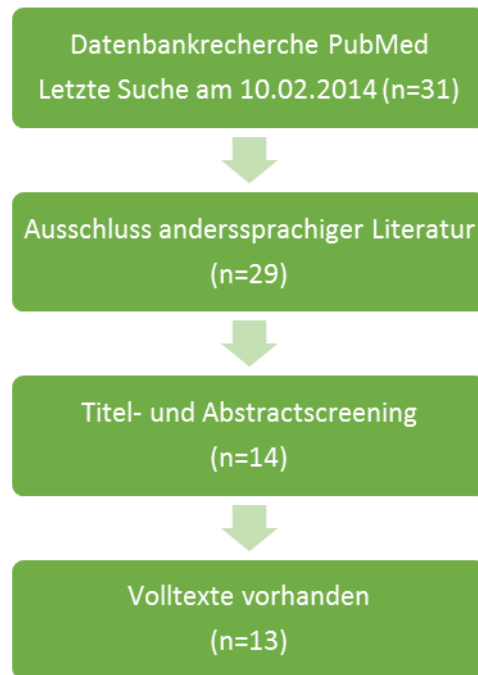 Datenbankrecherche PubMed
Letzte Suche am 10.02.2014 (n=31)
Ausschluss anderssprachiger Literatur
(n=29)
Titel- und Abstractscreening
(n=14)
Volltexte vorhanden
(n=13)